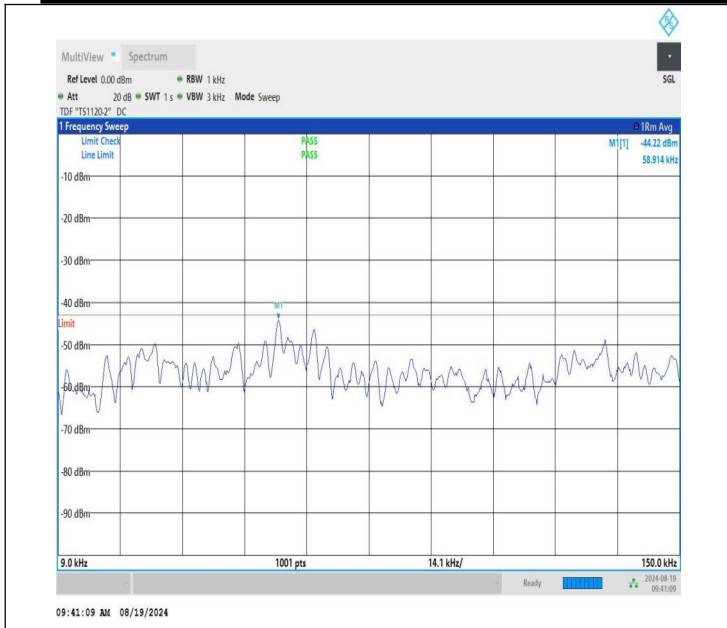 MultiView Spectrum
Ref Level 0.00 dBm RBW 1 kHz SGL
Att 20 dB SWT 1 s VBW 3 kHz Mode Sweep
TDF "TS1120-2" DC
1 Frequency Sweep 1Rm Avg
Limit Check PASS M1[1] -44.22 dBm
Line Limit PASS 58.914 kHz
-10 dBm
-20 dBm
-30 dBm
-40 dBm
M1
Limit
-50 dBm
-60 dBm
-70 dBm
-80 dBm
-90 dBm
9.0 kHz 1001 pts 14.1 kHz/ 150.0 kHz
Ready 2024-08-19
09:41:09
09:41:09 AM 08/19/2024